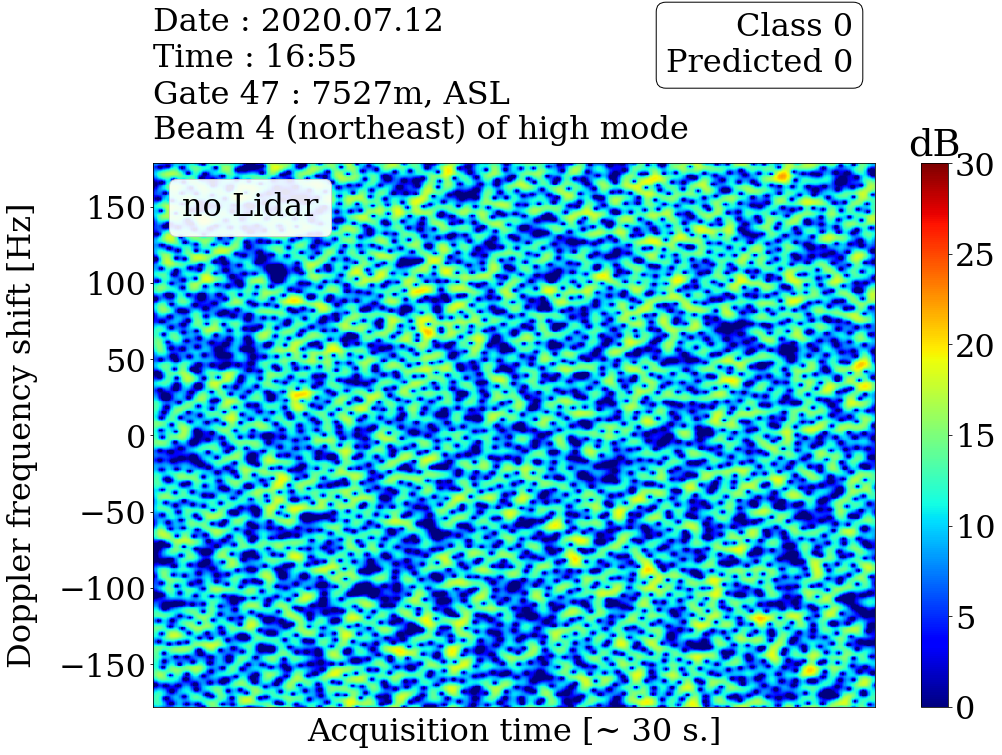 Date : 2020.07.12
Time : 16:55
Gate 47 : 7527m, ASL
Beam 4 (northeast) of high mode
Class 0
Predicted 0
no Lidar
dB
30
25
20
15
10
5
0
Doppler frequency shift [Hz]
150
100
50
0
−50
−100
−150
Acquisition time [~ 30 s.]